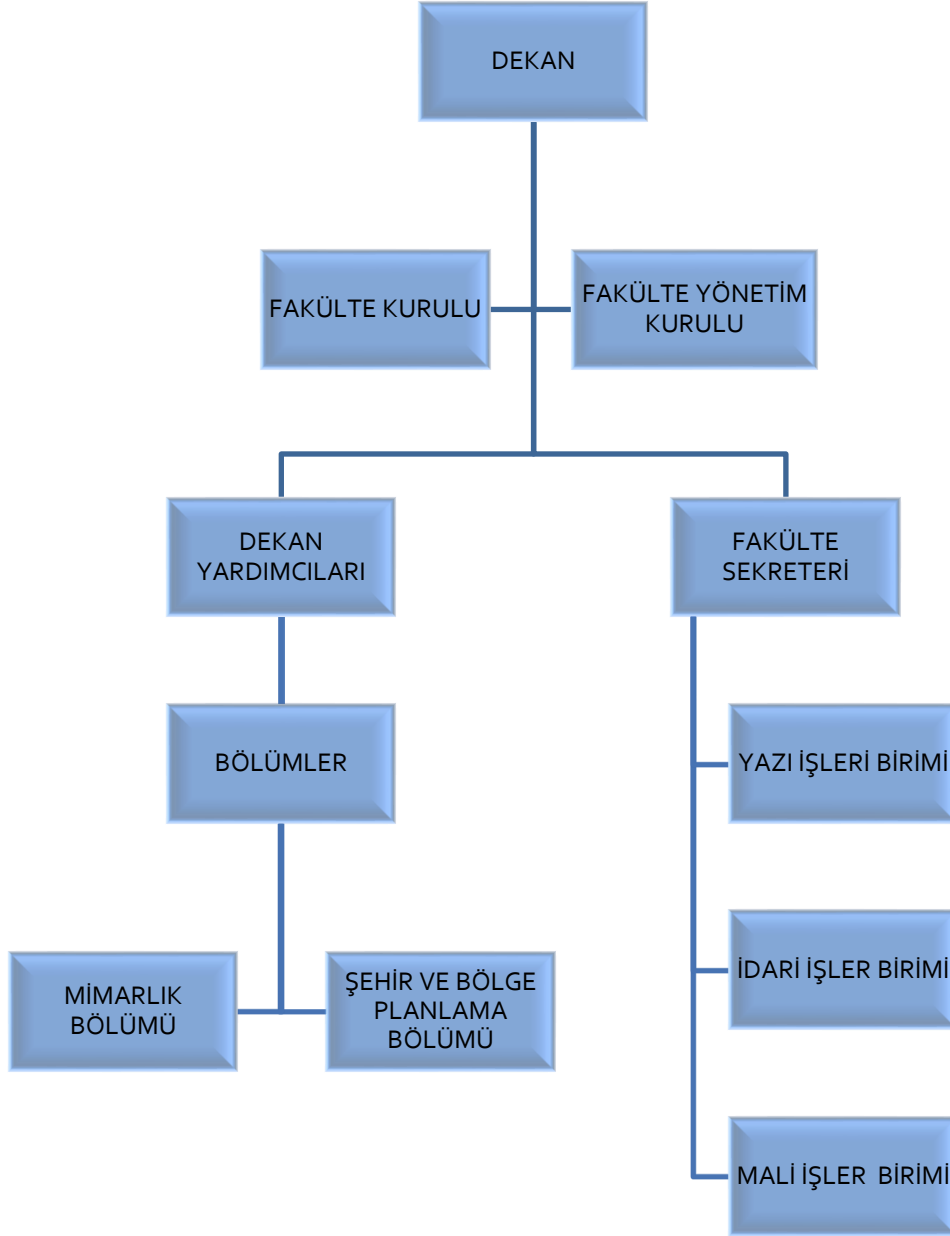 DEKAN
FAKÜLTE KURULU
FAKÜLTE YÖNETİM
KURULU
DEKAN
YARDIMCILARI
FAKÜLTE
SEKRETERİ
BÖLÜMLER
YAZI İŞLERİ BİRİMİ
MİMARLIK
BÖLÜMÜ
ŞEHİR VE BÖLGE
PLANLAMA
BÖLÜMÜ
İDARİ İŞLER BİRİMİ
MALİ İŞLER BİRİMİ